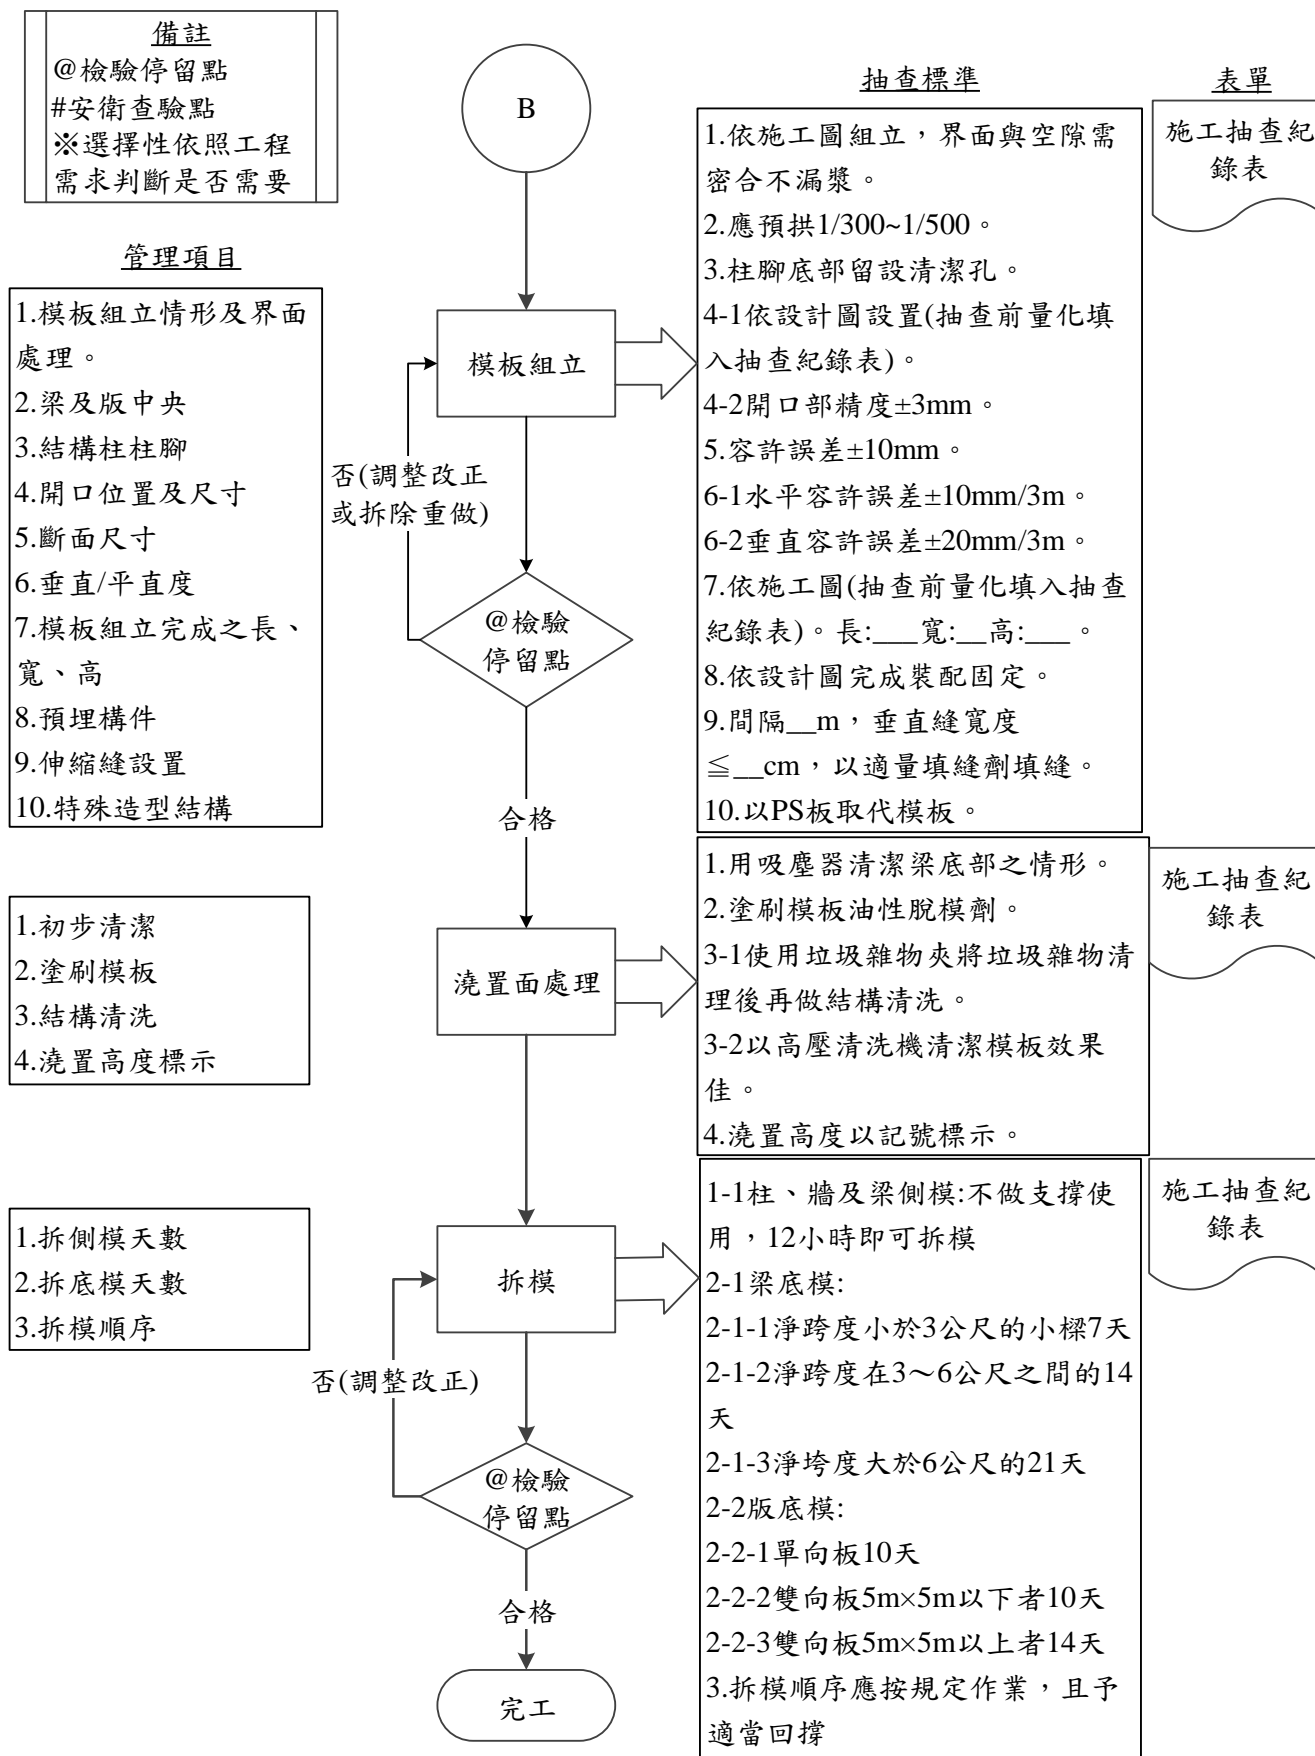 備註
@檢驗停留點
#安衛查驗點
※選擇性依照工程
需求判斷是否需要
B
抽查標準
表單
管理項目
1.模板組立情形及界面
處理。
2.梁及版中央
3.結構柱柱腳
4.開口位置及尺寸
5.斷面尺寸
6.垂直/平直度
7.模板組立完成之長、
寬、高
8.預埋構件
9.伸縮縫設置
10.特殊造型結構
模板組立
否(調整改正
或拆除重做)
@檢驗
停留點
合格
1.依施工圖組立，界面與空隙需
密合不漏漿。
2.應預拱1/300~1/500。
3.柱腳底部留設清潔孔。
4-1依設計圖設置(抽查前量化填
入抽查紀錄表)。
4-2開口部精度±3mm。
5.容許誤差±10mm。
6-1水平容許誤差±10mm/3m。
6-2垂直容許誤差±20mm/3m。
7.依施工圖(抽查前量化填入抽查
紀錄表)。長:___寬:__高:___。
8.依設計圖完成裝配固定。
9.間隔__m，垂直縫寬度
≦__cm，以適量填縫劑填縫。
10.以PS板取代模板。
施工抽查紀
錄表
1.初步清潔
2.塗刷模板
3.結構清洗
4.澆置高度標示
澆置面處理
1.用吸塵器清潔梁底部之情形。
2.塗刷模板油性脫模劑。
3-1使用垃圾雜物夾將垃圾雜物清
理後再做結構清洗。
3-2以高壓清洗機清潔模板效果
佳。
4.澆置高度以記號標示。
施工抽查紀
錄表
1.拆側模天數
2.拆底模天數
3.拆模順序
拆模
否(調整改正)
@檢驗
停留點
合格
完工
1-1柱、牆及梁側模:不做支撐使
用，12小時即可拆模
2-1梁底模:
2-1-1淨跨度小於3公尺的小樑7天
2-1-2淨跨度在3～6公尺之間的14
天
2-1-3淨垮度大於6公尺的21天
2-2版底模:
2-2-1單向板10天
2-2-2雙向板5m×5m以下者10天
2-2-3雙向板5m×5m以上者14天
3.拆模順序應按規定作業，且予
適當回撐
施工抽查紀
錄表